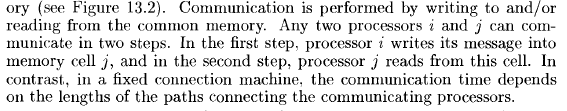 ory (see Figure 13.2). Communication is performed by writing to and/or
reading from the common memory. Any two processors i and j can com-
municate in two steps. In the first step, processor i writes its message into
memory cell j, and in the second step, processor j reads from this cell. In
contrast, in a fixed connection machine, the communication time depends
on the lengths of the paths connecting the communicating processors.